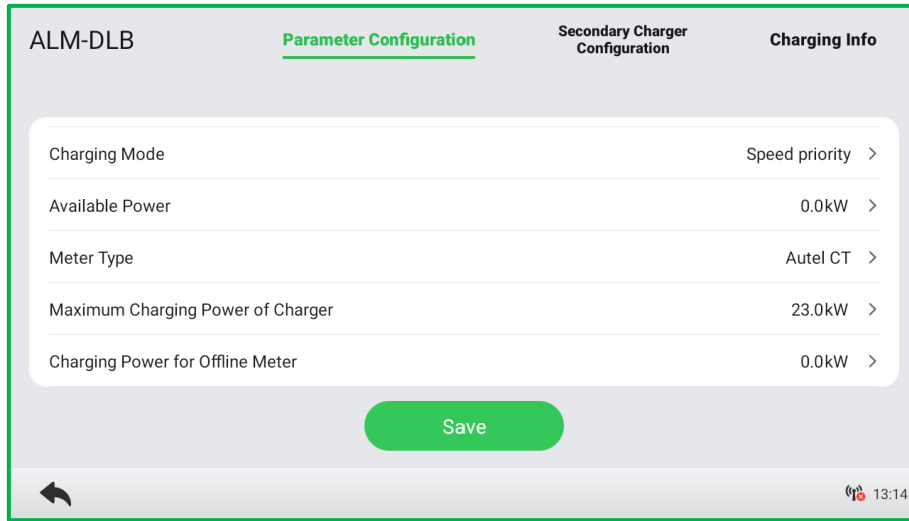 ALM-DLB
Parameter Configuration
Secondary Charger
Configuration
Charging Info
Charging Mode
Speed priority
Available Power
0.0kW
Meter Type
Autel CT
Maximum Charging Power of Charger
23.0kW
Charging Power for Offline Meter
0.0kW
Save
13:14